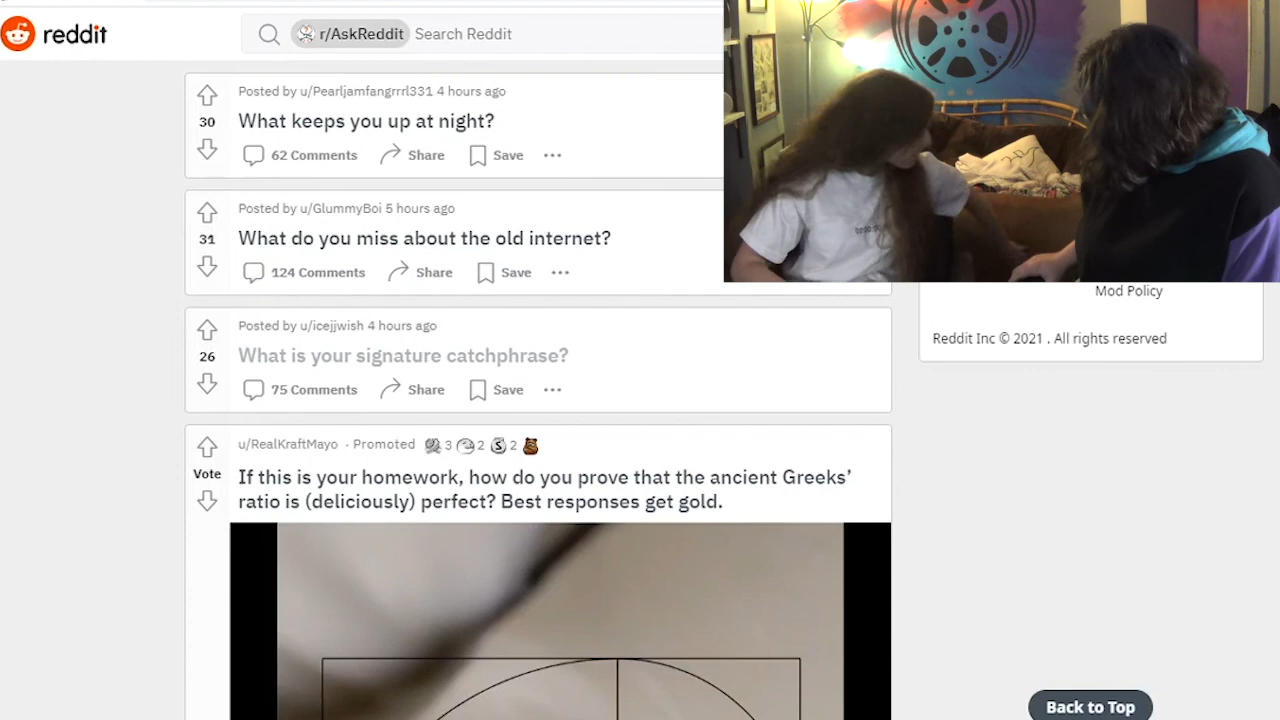 reddit
r/AskReddit Search Reddit
Posted by u/Pearljamfangrrrl331 4 hours ago
30
What keeps you up at night?
62 Comments Share Save
Posted by u/GlummyBoi 5 hours ago
31
What do you miss about the old internet?
124 Comments Share Save
Posted by u/icejjwish 4 hours ago
26
What is your signature catchphrase?
75 Comments Share Save
u/RealKraftMayo · Promoted 3 2 2
Vote
If this is your homework, how do you prove that the ancient Greeks’
ratio is (deliciously) perfect? Best responses get gold.
Mod Policy
Reddit Inc © 2021 . All rights reserved
Back to Top